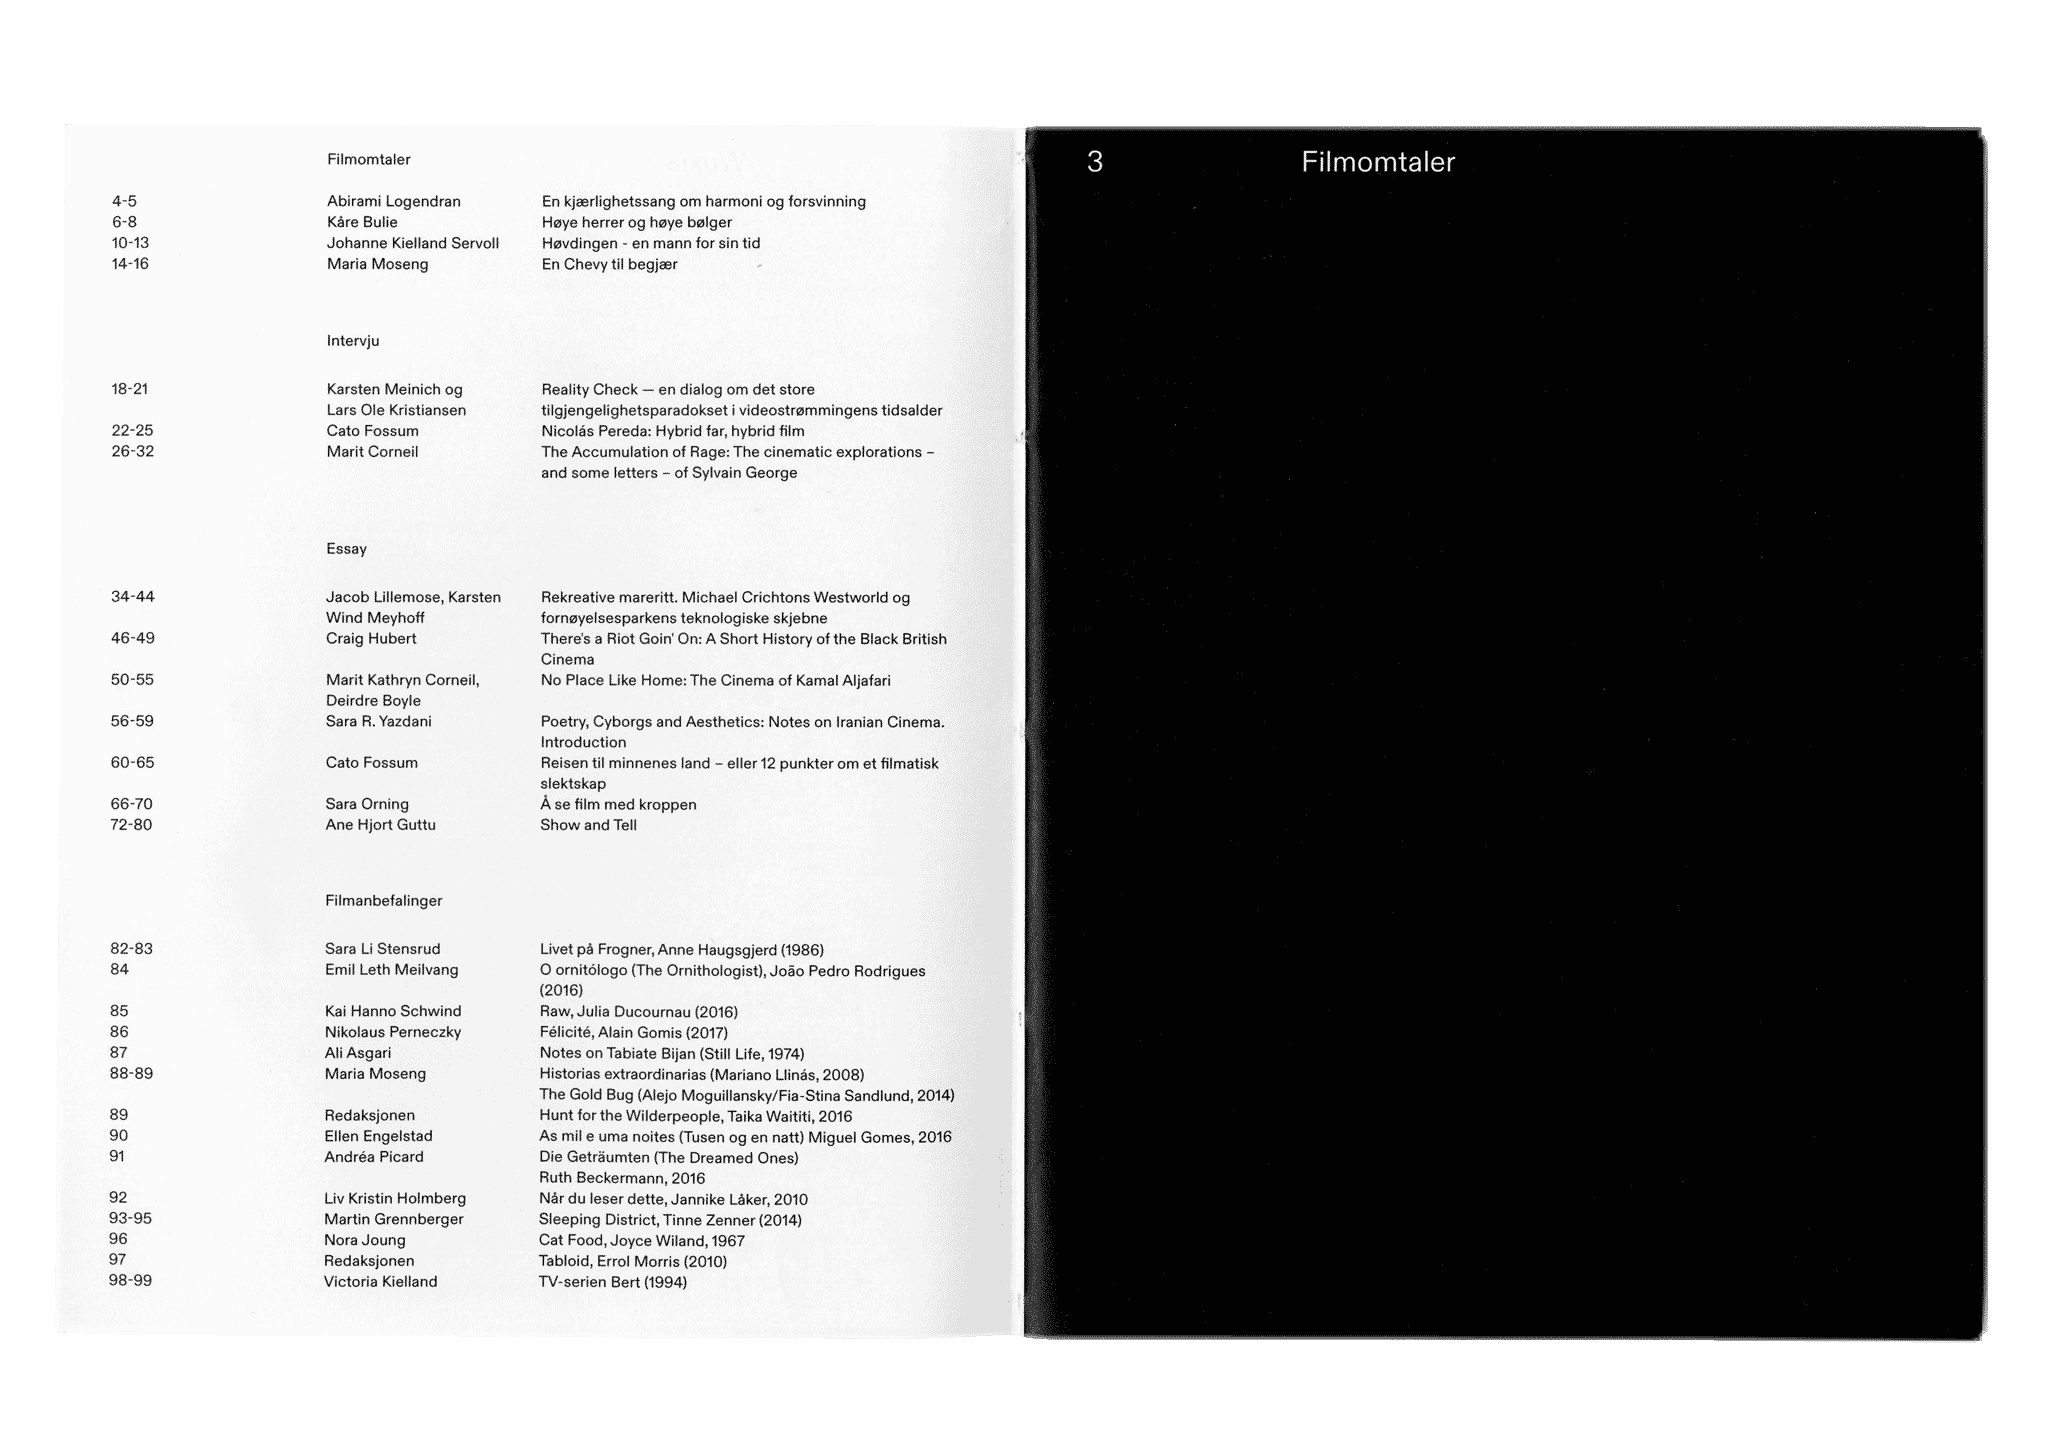 Filmomtaler
4-5 Abirami Logendran En kjærlighetssang om harmoni og forsvinning
6-8 Kåre Bulie Høye herrer og høye bølger
10-13 Johanne Kielland Servoll Høvdingen - en mann for sin tid
14-16 Maria Moseng En Chevy til begjær
Intervju
18-21 Karsten Meinich og Reality Check — en dialog om det store
Lars Ole Kristiansen tilgjengelighetsparadokset i videostrømmingens tidsalder
22-25 Cato Fossum Nicolás Pereda: Hybrid far, hybrid film
26-32 Marit Corneil The Accumulation of Rage: The cinematic explorations –
and some letters – of Sylvain George
Essay
34-44 Jacob Lillemose, Karsten Rekreative mareritt. Michael Crichtons Westworld og
Wind Meyhoff fornøyelsesparkens teknologiske skjebne
46-49 Craig Hubert There's a Riot Goin' On: A Short History of the Black British
Cinema
50-55 Marit Kathryn Corneil, No Place Like Home: The Cinema of Kamal Aljafari
Deirdre Boyle
56-59 Sara R. Yazdani Poetry, Cyborgs and Aesthetics: Notes on Iranian Cinema.
Introduction
60-65 Cato Fossum Reisen til minnenes land – eller 12 punkter om et filmatisk
slektskap
66-70 Sara Orning Å se film med kroppen
72-80 Ane Hjort Guttu Show and Tell
Filmanbefalinger
82-83 Sara Li Stensrud Livet på Frogner, Anne Haugsgjerd (1986)
84 Emil Leth Meilvang O ornitólogo (The Ornithologist), João Pedro Rodrigues
(2016)
85 Kai Hanno Schwind Raw, Julia Ducournau (2016)
86 Nikolaus Perneczky Félicité, Alain Gomis (2017)
87 Ali Asgari Notes on Tabiate Bijan (Still Life, 1974)
88-89 Maria Moseng Historias extraordinarias (Mariano Llinás, 2008)
The Gold Bug (Alejo Moguillansky/Fia-Stina Sandlund, 2014)
89 Redaksjonen Hunt for the Wilderpeople, Taika Waititi, 2016
90 Ellen Engelstad As mil e uma noites (Tusen og en natt) Miguel Gomes, 2016
91 Andréa Picard Die Geträumten (The Dreamed Ones)
Ruth Beckermann, 2016
92 Liv Kristin Holmberg Når du leser dette, Jannike Låker, 2010
93-95 Martin Grennberger Sleeping District, Tinne Zenner (2014)
96 Nora Joung Cat Food, Joyce Wiland, 1967
97 Redaksjonen Tabloid, Errol Morris (2010)
98-99 Victoria Kielland TV-serien Bert (1994)
3 Filmomtaler